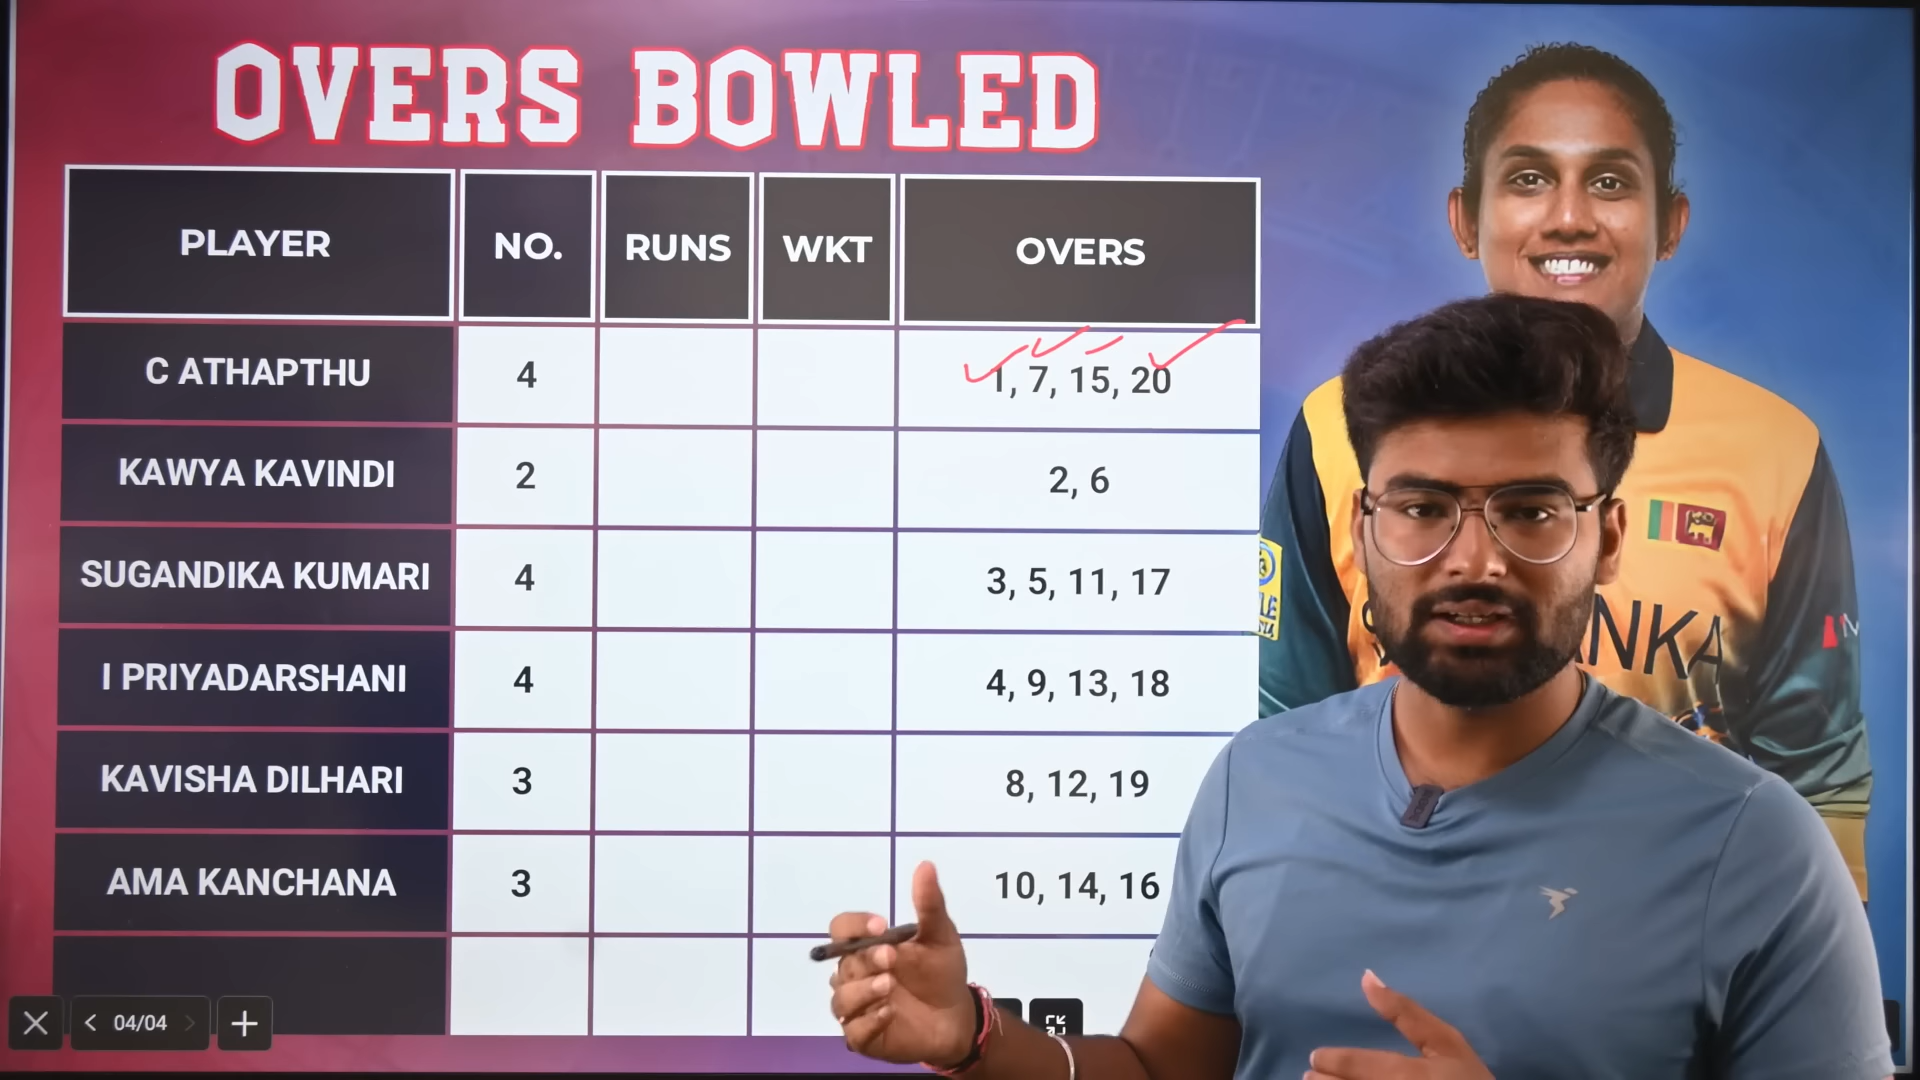 OVERS BOWLED
PLAYER NO. RUNS WKT OVERS
C ATHAPTHU 4 1, 7, 15, 20
KAWYA KAVINDI 2 2, 6
SUGANDIKA KUMARI 4 3, 5, 11, 17
I PRIYADARSHANI 4 4, 9, 13, 18
KAVISHA DILHARI 3 8, 12, 19
AMA KANCHANA 3 10, 14, 16
NKA
04/04